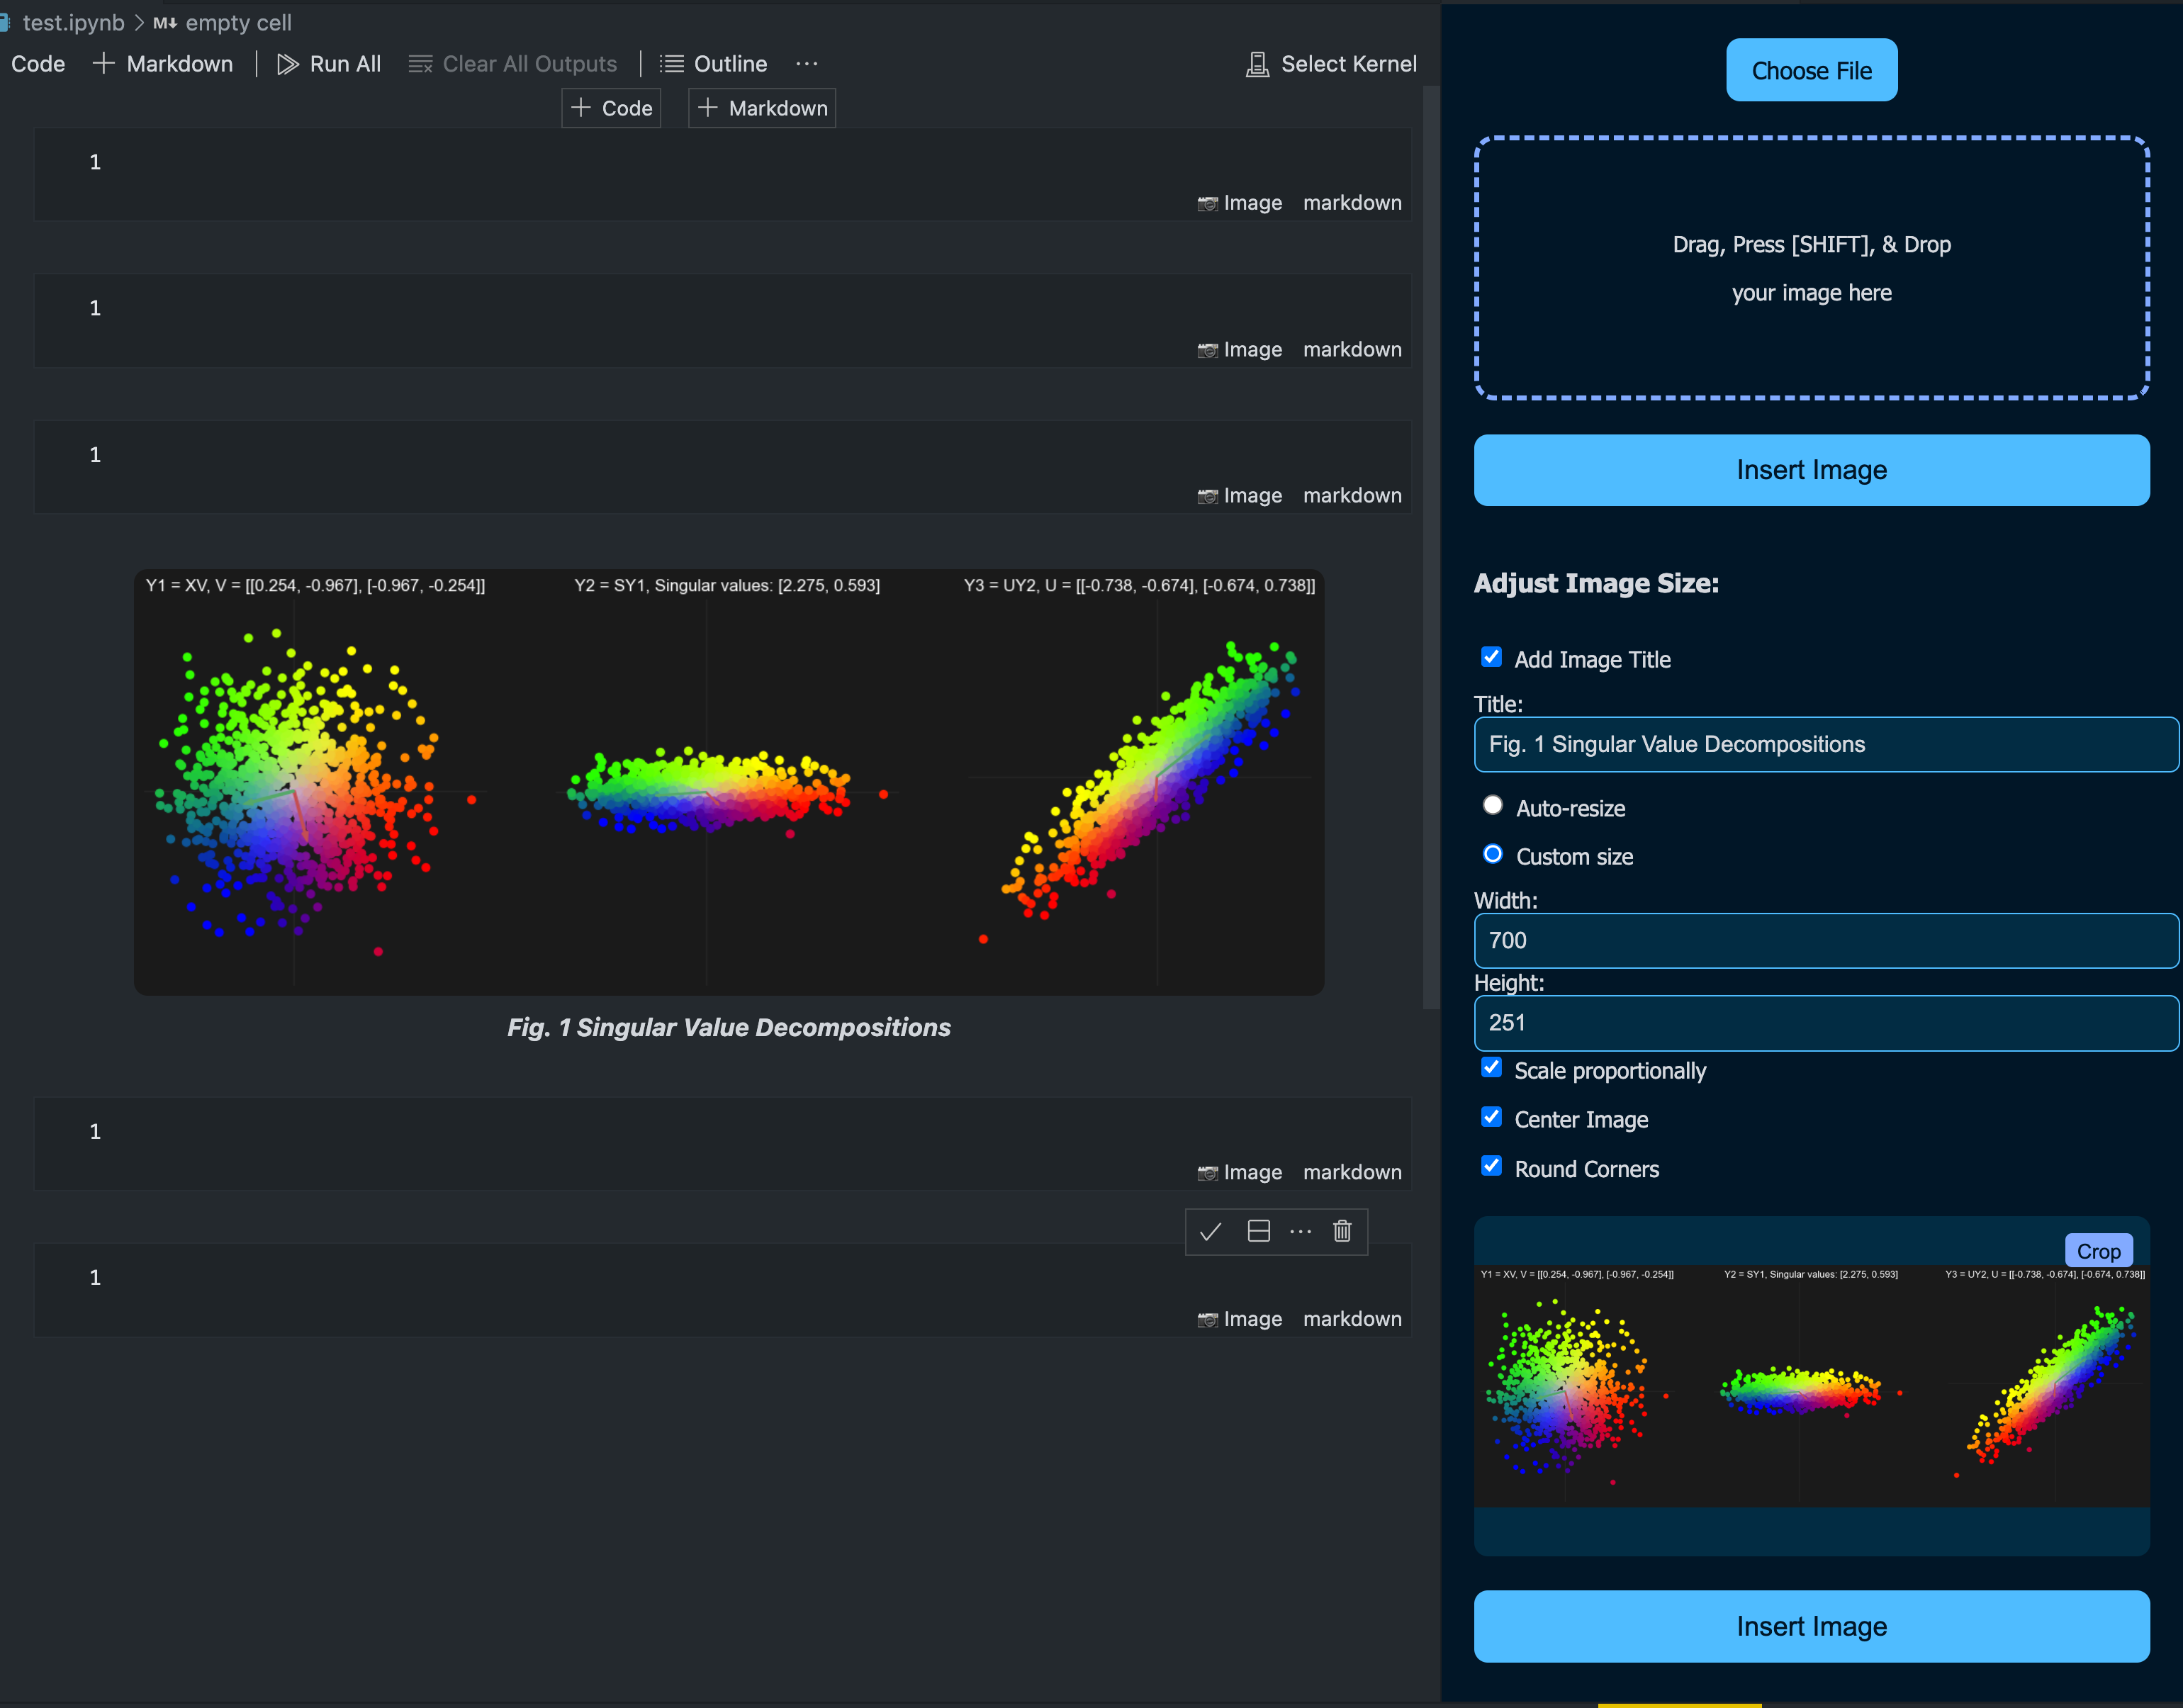 test.ipynb > M↓ empty cell
Code + Markdown | Run All Clear All Outputs | Outline ... Select Kernel
+ Code + Markdown
1
Image markdown
1
Image markdown
1
Image markdown
Y1 = XV, V = [[0.254, -0.967], [-0.967, -0.254]] Y2 = SY1, Singular values: [2.275, 0.593] Y3 = UY2, U = [[-0.738, -0.674], [-0.674, 0.738]]
Fig. 1 Singular Value Decompositions
1
Image markdown
...
1
Image markdown
Choose File
Drag, Press [SHIFT], & Drop
your image here
Insert Image
Adjust Image Size:
Add Image Title
Title:
Fig. 1 Singular Value Decompositions
Auto-resize
Custom size
Width:
700
Height:
251
Scale proportionally
Center Image
Round Corners
Crop
Y1 = XV, V = [[0.254, -0.967], [-0.967, -0.254]] Y2 = SY1, Singular values: [2.275, 0.593] Y3 = UY2, U = [[-0.738, -0.674], [-0.674, 0.738]]
Insert Image